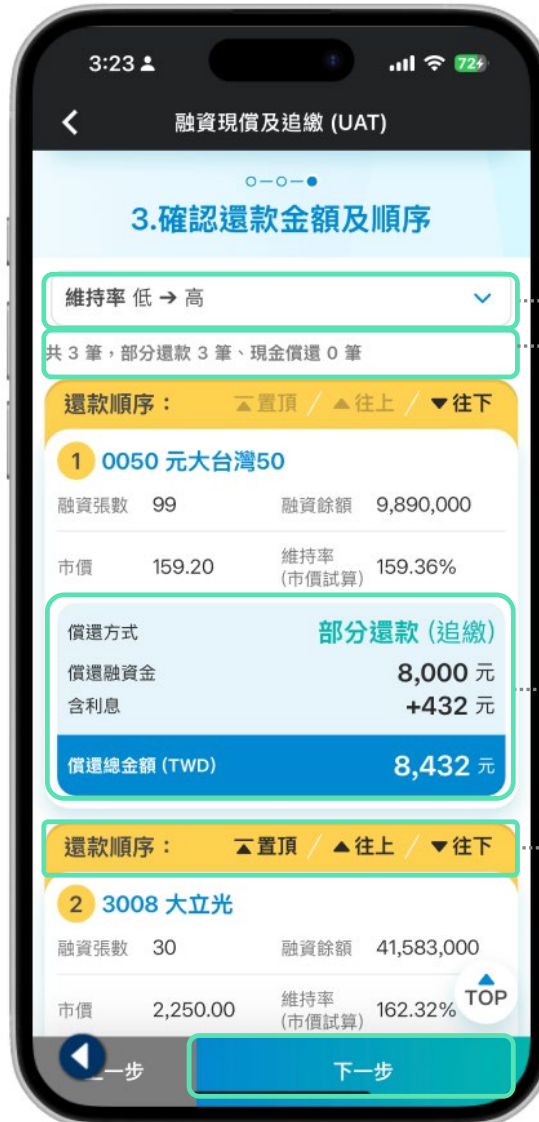 3:23
72
融資現償及追繳 (UAT)
3.確認還款金額及順序
維持率 低 ➔ 高
共 3 筆，部分還款 3 筆、現金償還 0 筆
還款順序： 置頂 / ▲往上 / ▼往下
1 0050 元大台灣50
融資張數 99 融資餘額 9,890,000
市價 159.20 維持率 (市價試算) 159.36%
償還方式 部分還款 (追繳)
償還融資金 8,000 元
含利息 +432 元
償還總金額 (TWD) 8,432 元
還款順序： 置頂 / ▲往上 / ▼往下
2 3008 大立光
融資張數 30 融資餘額 41,583,000
市價 2,250.00 維持率 (市價試算) 162.32%
TOP
一步 下一步